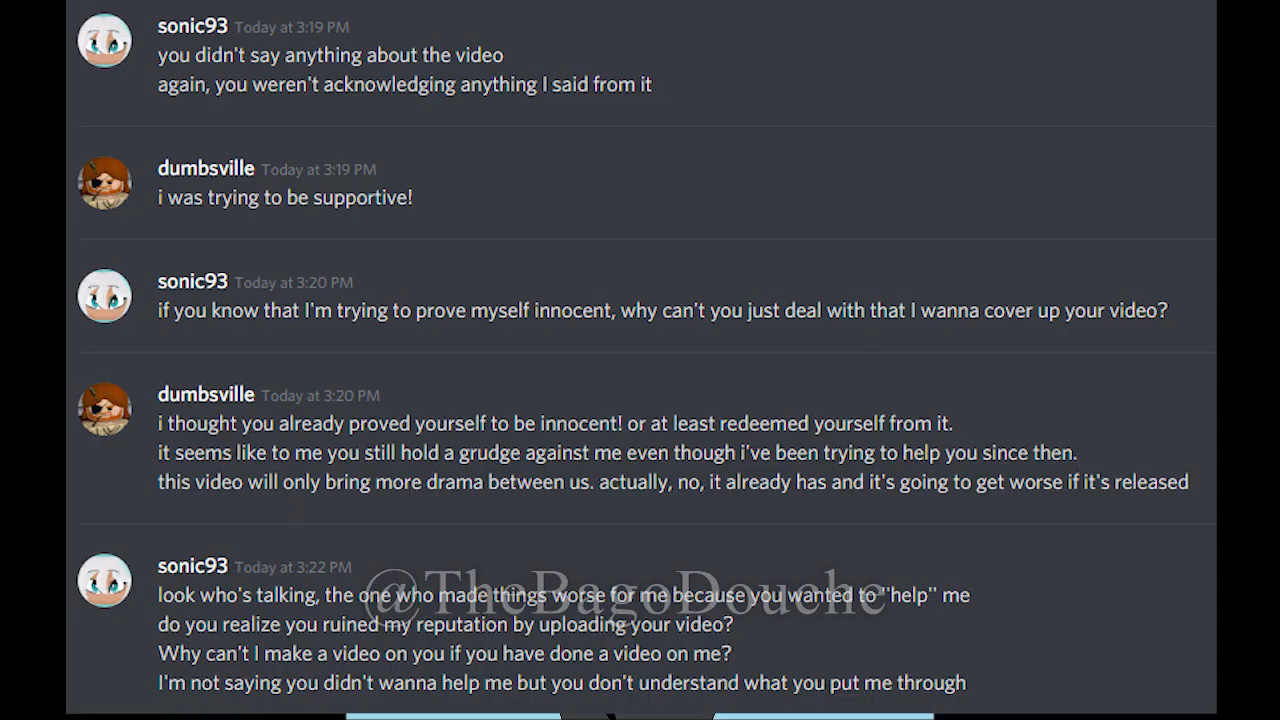 sonic93 Today at 3:19 PM
you didn't say anything about the video
again, you weren't acknowledging anything I said from it
dumbsville Today at 3:19 PM
i was trying to be supportive!
sonic93 Today at 3:20 PM
if you know that I'm trying to prove myself innocent, why can't you just deal with that I wanna cover up your video?
dumbsville Today at 3:20 PM
i thought you already proved yourself to be innocent! or at least redeemed yourself from it.
it seems like to me you still hold a grudge against me even though i've been trying to help you since then.
this video will only bring more drama between us. actually, no, it already has and it's going to get worse if it's released
sonic93 Today at 3:22 PM
look who's talking, the one who made things worse for me because you wanted to "help" me
@TheBagoDouche
do you realize you ruined my reputation by uploading your video?
Why can't I make a video on you if you have done a video on me?
I'm not saying you didn't wanna help me but you don't understand what you put me through